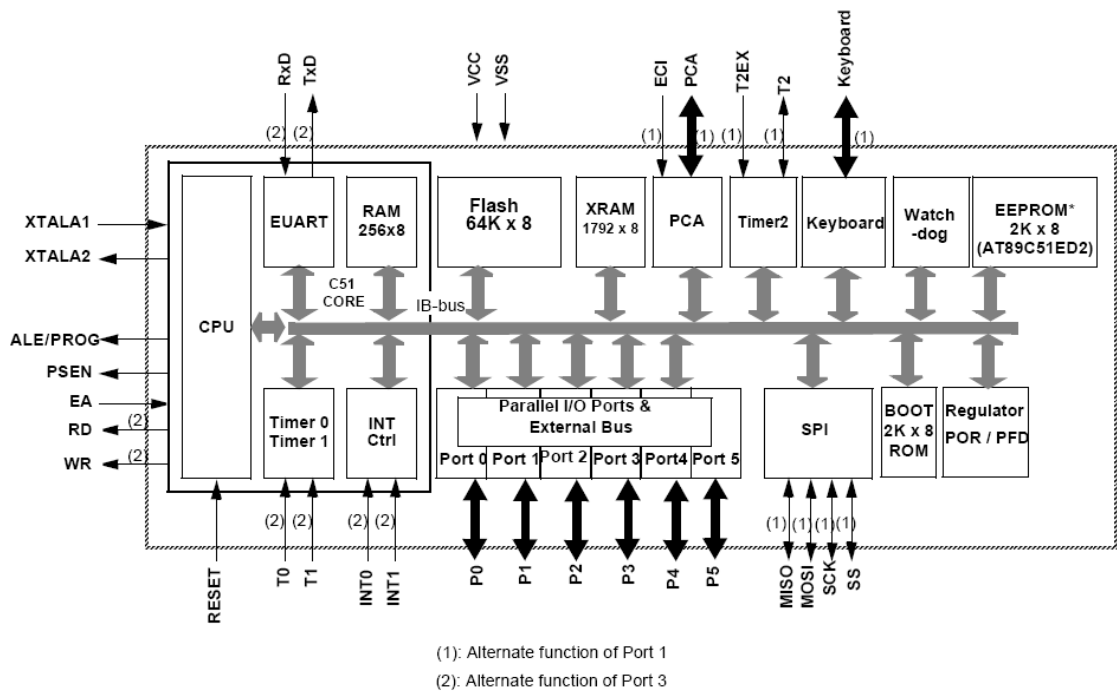 RxD
TxD
VCC
VSS
ECI
PCA
T2EX
T2
Keyboard
(2)
(2)
(1)
(1)
(1)
(1)
(1)
XTALA1
XTALA2
ALE/PROG
PSEN
EA
RD
(2)
WR
(2)
CPU
EUART
RAM
256x8
C51
CORE
IB-bus
Flash
64K x 8
XRAM
1792 x 8
PCA
Timer2
Keyboard
Watch
-dog
EEPROM*
2K x 8
(AT89C51ED2)
Timer 0
Timer 1
INT
Ctrl
Parallel I/O Ports &
External Bus
Port 0
Port 1
Port 2
Port 3
Port4
Port 5
SPI
BOOT
2K x 8
ROM
Regulator
POR / PFD
(2)
(2)
(2)
(2)
(1)
(1)
(1)
(1)
RESET
T0
T1
INT0
INT1
P0
P1
P2
P3
P4
P5
MISO
MOSI
SCK
SS
(1): Alternate function of Port 1
(2): Alternate function of Port 3